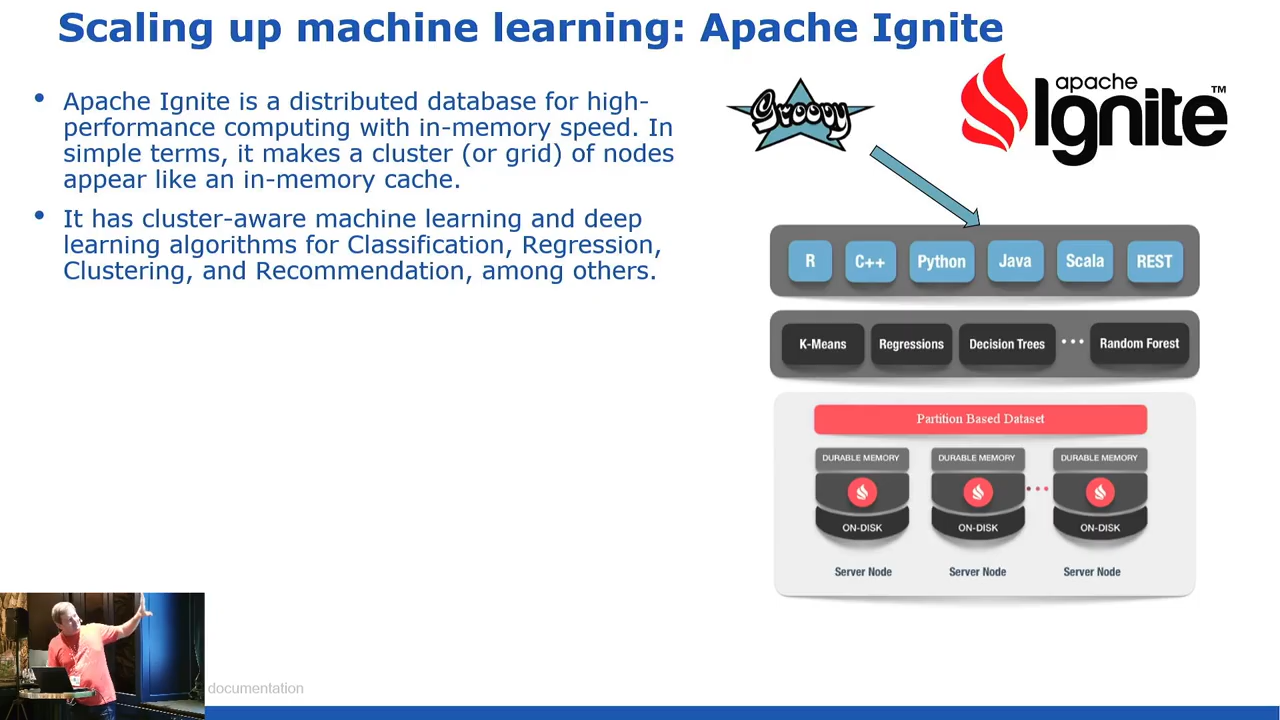 Scaling up machine learning: Apache Ignite
• Apache Ignite is a distributed database for high-
performance computing with in-memory speed. In
simple terms, it makes a cluster (or grid) of nodes
appear like an in-memory cache.
• It has cluster-aware machine learning and deep
learning algorithms for Classification, Regression,
Clustering, and Recommendation, among others.
Groovy
apache
Ignite™
R C++ Python Java Scala REST
K-Means Regressions Decision Trees ••• Random Forest
Partition Based Dataset
DURABLE MEMORY DURABLE MEMORY DURABLE MEMORY
ON-DISK ON-DISK ON-DISK
Server Node Server Node Server Node
documentation